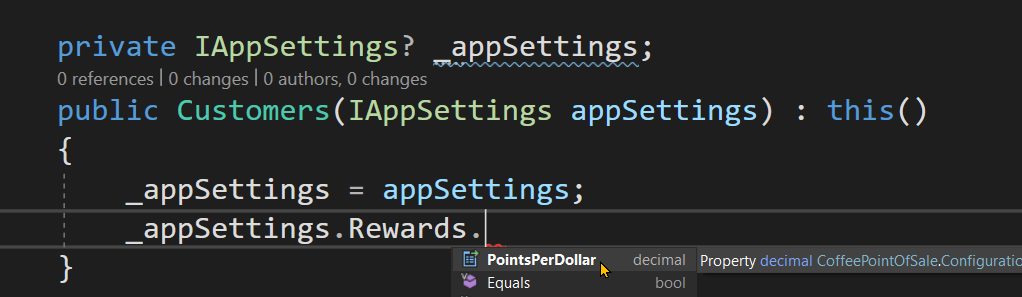 private IAppSettings? _appSettings;
0 references | 0 changes | 0 authors, 0 changes
public Customers(IAppSettings appSettings) : this()
{
_appSettings = appSettings;
_appSettings.Rewards.
PointsPerDollar decimal Property decimal CoffeePointOfSale.Configuratio
Equals bool
}